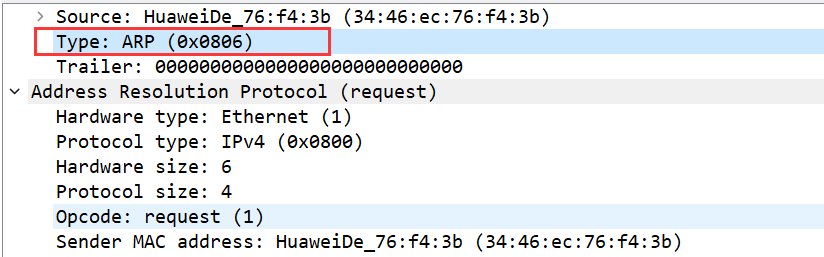 Source: HuaweiDe_76:f4:3b (34:46:ec:76:f4:3b)
Type: ARP (0x0806)
Trailer: 0000000000000000000000000000
Address Resolution Protocol (request)
Hardware type: Ethernet (1)
Protocol type: IPv4 (0x0800)
Hardware size: 6
Protocol size: 4
Opcode: request (1)
Sender MAC address: HuaweiDe_76:f4:3b (34:46:ec:76:f4:3b)